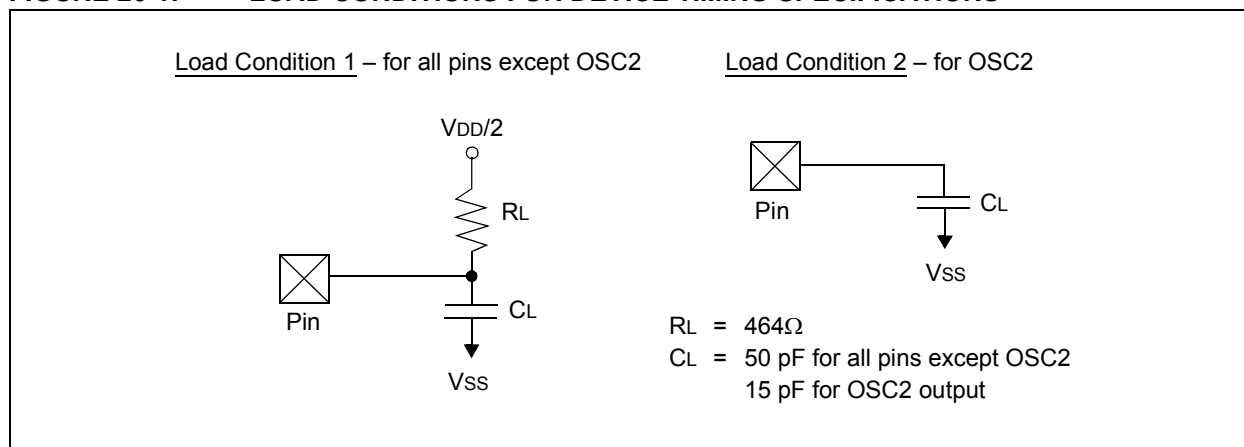 Load Condition 1 – for all pins except OSC2
VDD/2
RL
Pin
CL
VSS
Load Condition 2 – for OSC2
Pin
CL
VSS
RL = 464Ω
CL = 50 pF for all pins except OSC2
15 pF for OSC2 output